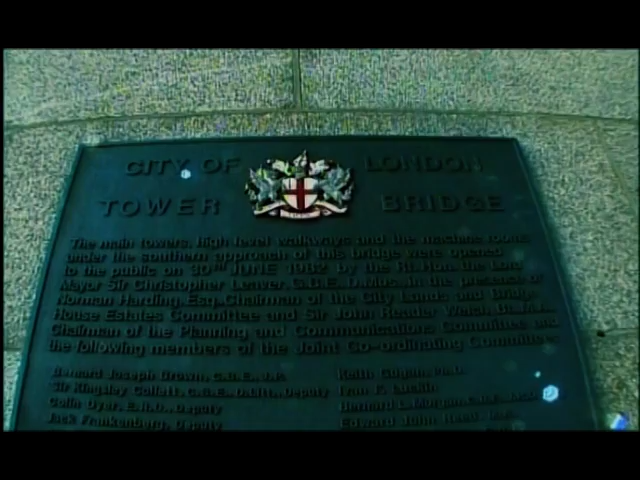 CITY OF LONDON
TOWER BRIDGE
The main towers, high level walkways and the machine rooms
under the southern approach of this bridge were opened
to the public on 30TH JUNE 1982 by the Rt. Hon. the Lord
Mayor Sir Christopher Leaver, G.B.E., D.Mus., in the presence of
Norman Harding, Esq., Chairman of the City Lands and Bridge
House Estates Committee and Sir John Reader Welch, Bt.,
Chairman of the Planning and Communications Committee and
the following members of the Joint Co-ordinating Committee
Bernard Joseph Brown, C.B.E., J.P.
Keith Gugan, Ph.D.
Sir Kingsley Collett, C.B.E., D.Litt., Deputy
Ivan F. Luckin
Colin Dyer, E.R.D., Deputy
Bernard L. Morgan,
Jack Frankenberg, Deputy
Edward John